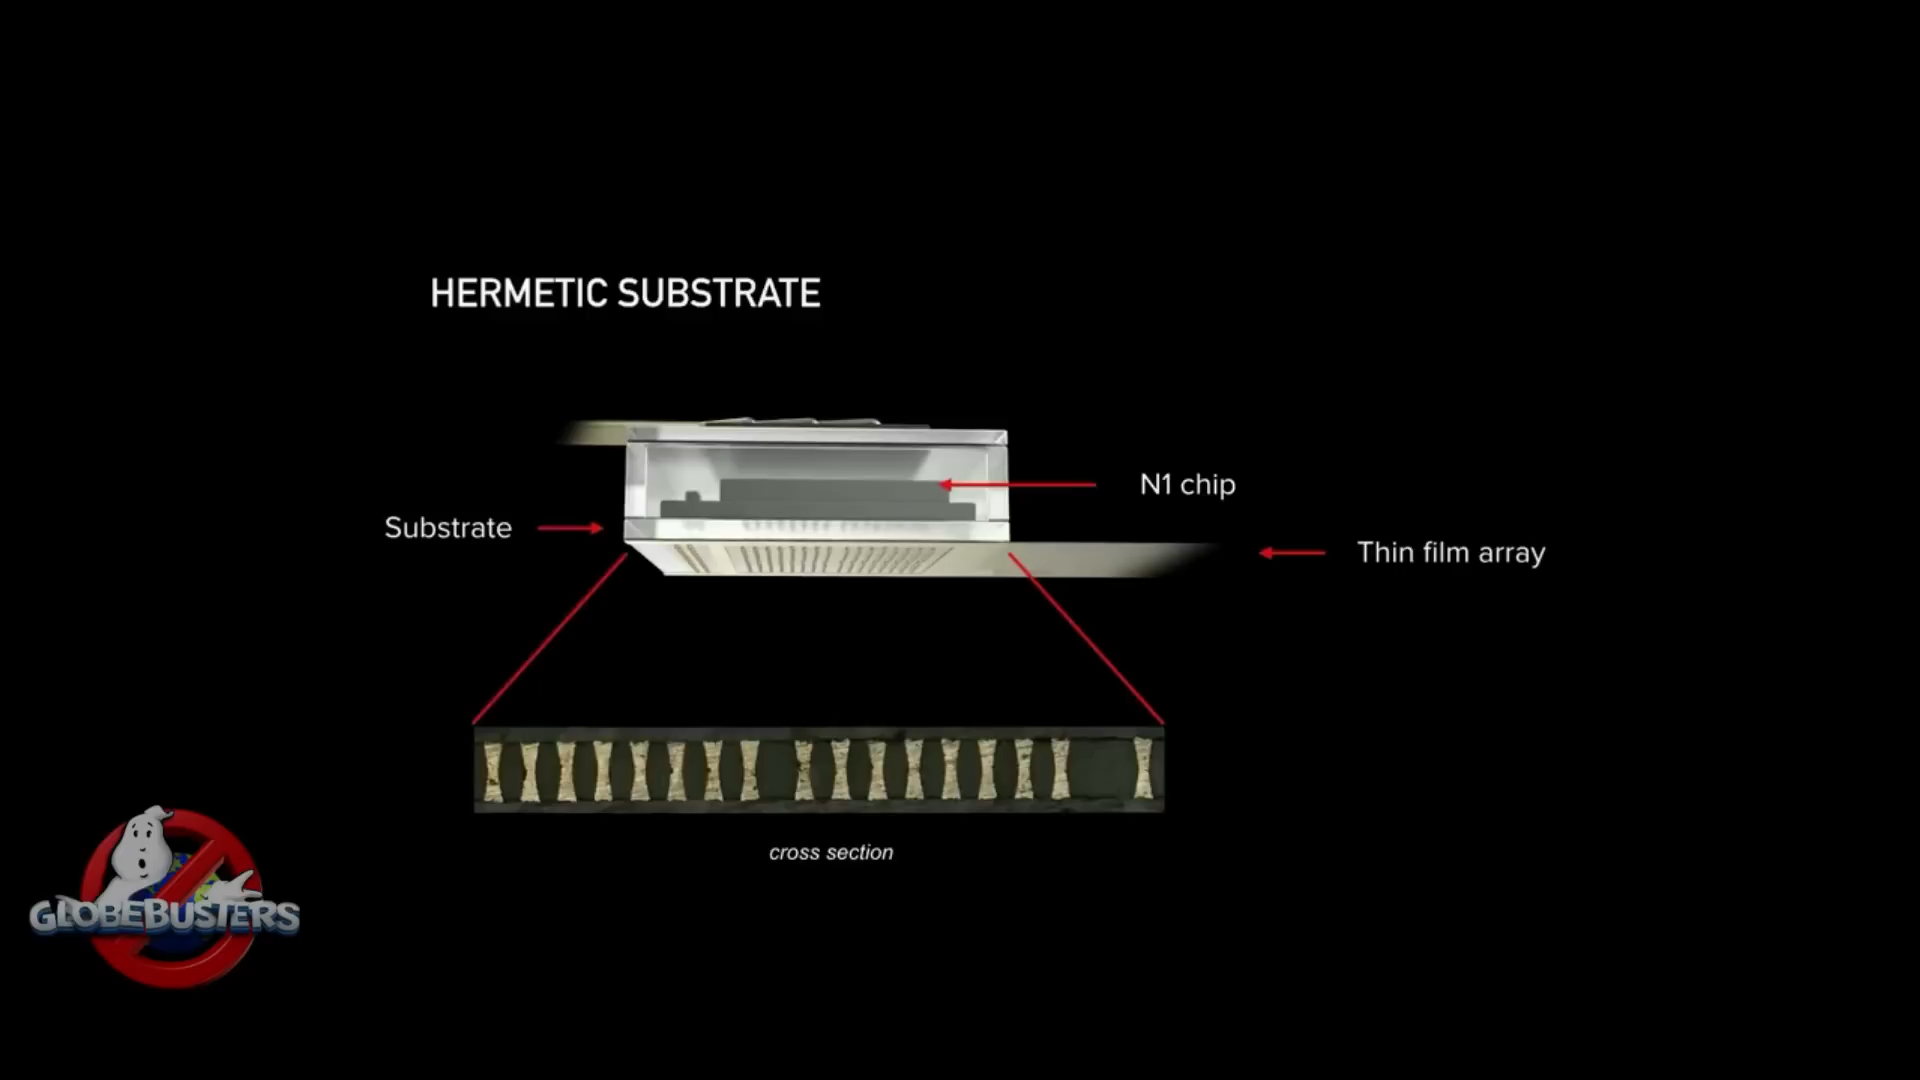 HERMETIC SUBSTRATE
N1 chip
Substrate
Thin film array
cross section
GLOBEBUSTERS